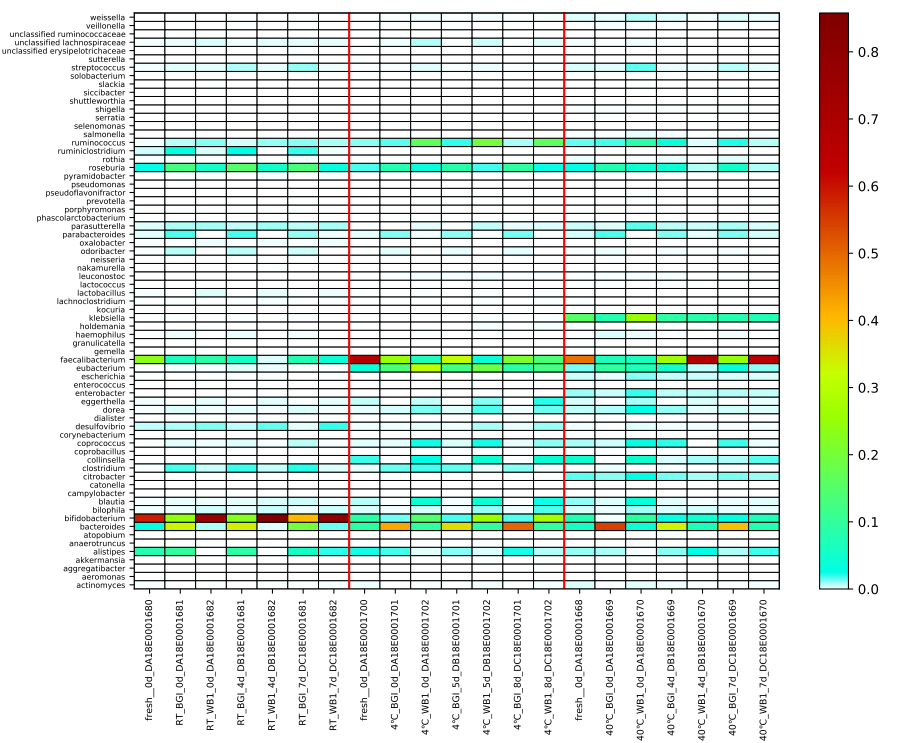 weissella
veillonella
unclassified ruminococcaceae
unclassified lachnospiraceae
unclassified erysipelotrichaceae
sutterella
streptococcus
solobacterium
slackia
siccibacter
shuttleworthia
shigella
serratia
selenomonas
salmonella
ruminococcus
ruminiclostridium
rothia
roseburia
pyramidobacter
pseudomonas
pseudoflavonifractor
prevotella
porphyromonas
phascolarctobacterium
parasutterella
parabacteroides
oxalobacter
odoribacter
neisseria
nakamurella
leuconostoc
lactococcus
lactobacillus
lachnoclostridium
kocuria
klebsiella
holdemania
haemophilus
granulicatella
gemella
faecalibacterium
eubacterium
escherichia
enterococcus
enterobacter
eggerthella
dorea
dialister
desulfovibrio
corynebacterium
coprococcus
coprobacillus
collinsella
clostridium
citrobacter
catonella
campylobacter
blautia
bilophila
bifidobacterium
bacteroides
atopobium
anaerotruncus
alistipes
akkermansia
aggregatibacter
aeromonas
actinomyces
fresh__0d_DA18E0001680
RT_BGI_0d_DA18E0001681
RT_WB1_0d_DA18E0001682
RT_BGI_4d_DB18E0001681
RT_WB1_4d_DB18E0001682
RT_BGI_7d_DC18E0001681
RT_WB1_7d_DC18E0001682
fresh__0d_DA18E0001700
4℃_BGI_0d_DA18E0001701
4℃_WB1_0d_DA18E0001702
4℃_BGI_5d_DB18E0001701
4℃_WB1_5d_DB18E0001702
4℃_BGI_8d_DC18E0001701
4℃_WB1_8d_DC18E0001702
fresh__0d_DA18E0001668
40℃_BGI_0d_DA18E0001669
40℃_WB1_0d_DA18E0001670
40℃_BGI_4d_DB18E0001669
40℃_WB1_4d_DB18E0001670
40℃_BGI_7d_DC18E0001669
40℃_WB1_7d_DC18E0001670
0.8
0.7
0.6
0.5
0.4
0.3
0.2
0.1
0.0